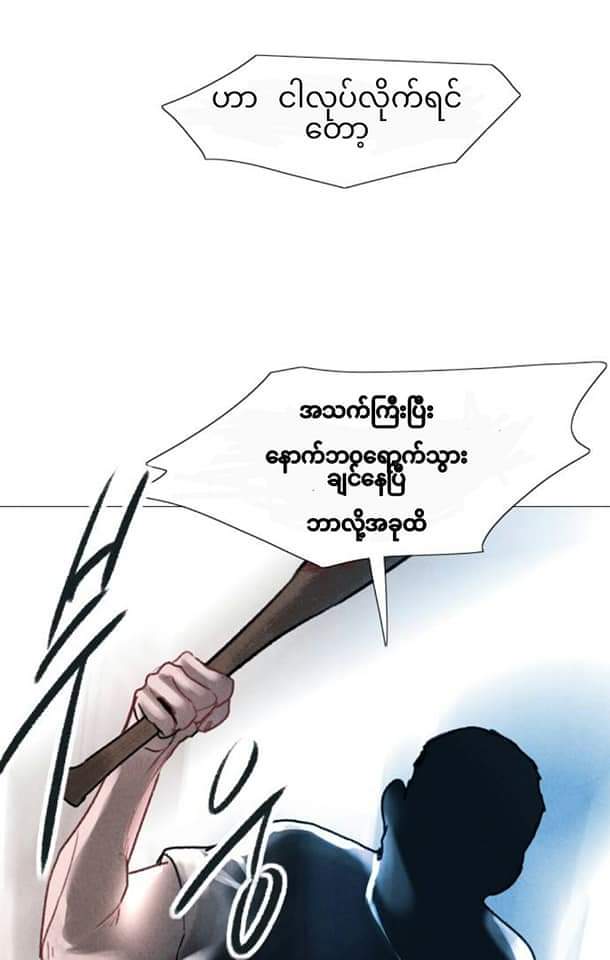 ဟာ ငါလုပ်လိုက်ရင်
တော့
အသက်ကြီးပြီး
နောက်ဘဝရောက်သွား
ချင်နေပြီ
ဘာလို့အခုထိ